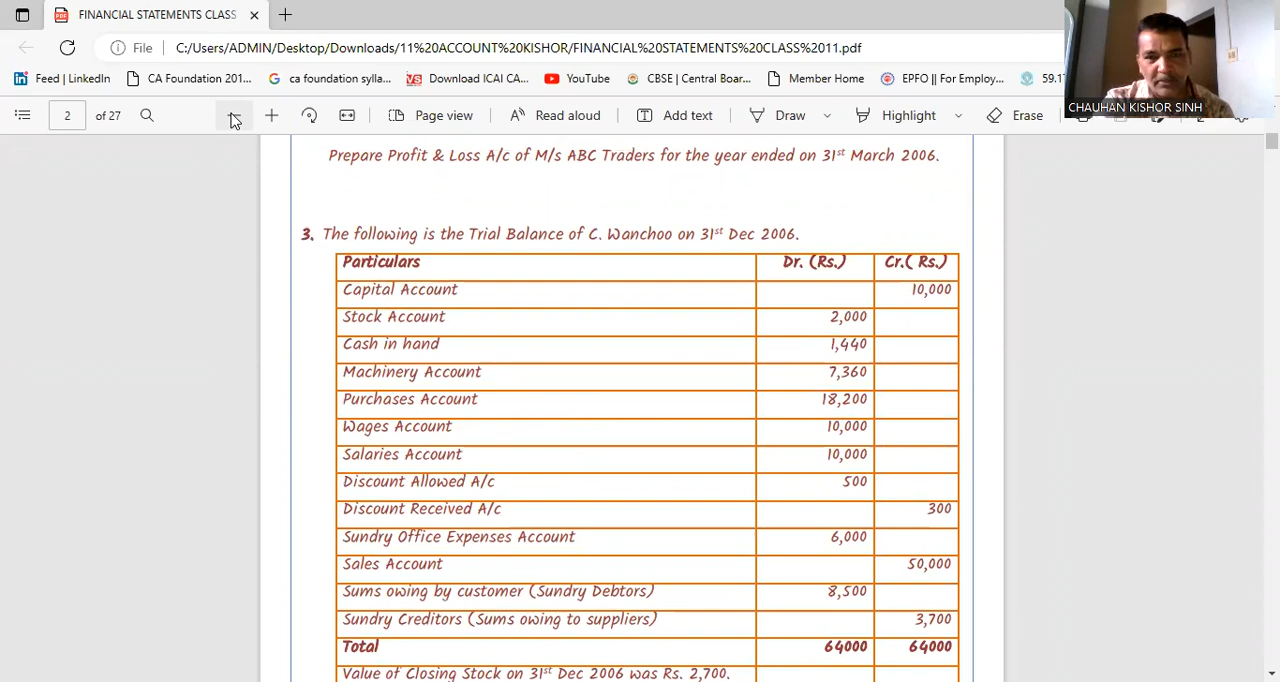 FINANCIAL STATEMENTS CLASS
File C:/Users/ADMIN/Desktop/Downloads/11%20ACCOUNT%20KISHOR/FINANCIAL%20STATEMENTS%20CLASS%2011.pdf
Feed | LinkedIn CA Foundation 201... ca foundation sylla... Download ICAI CA... YouTube CBSE | Central Boar... Member Home EPFO || For Employ... 59.1
CHAUHAN KISHOR SINH
2 of 27 Page view Read aloud Add text Draw Highlight Erase
Prepare Profit & Loss A/c of M/s ABC Traders for the year ended on 31st March 2006.
3. The following is the Trial Balance of C. Wanchoo on 31st Dec 2006.
Particulars Dr. (Rs.) Cr.( Rs.)
Capital Account 10,000
Stock Account 2,000
Cash in hand 1,440
Machinery Account 7,360
Purchases Account 18,200
Wages Account 10,000
Salaries Account 10,000
Discount Allowed A/c 500
Discount Received A/c 300
Sundry Office Expenses Account 6,000
Sales Account 50,000
Sums owing by customer (Sundry Debtors) 8,500
Sundry Creditors (Sums owing to suppliers) 3,700
Total 64000 64000
Value of Closing Stock on 31st Dec 2006 was Rs. 2,700.